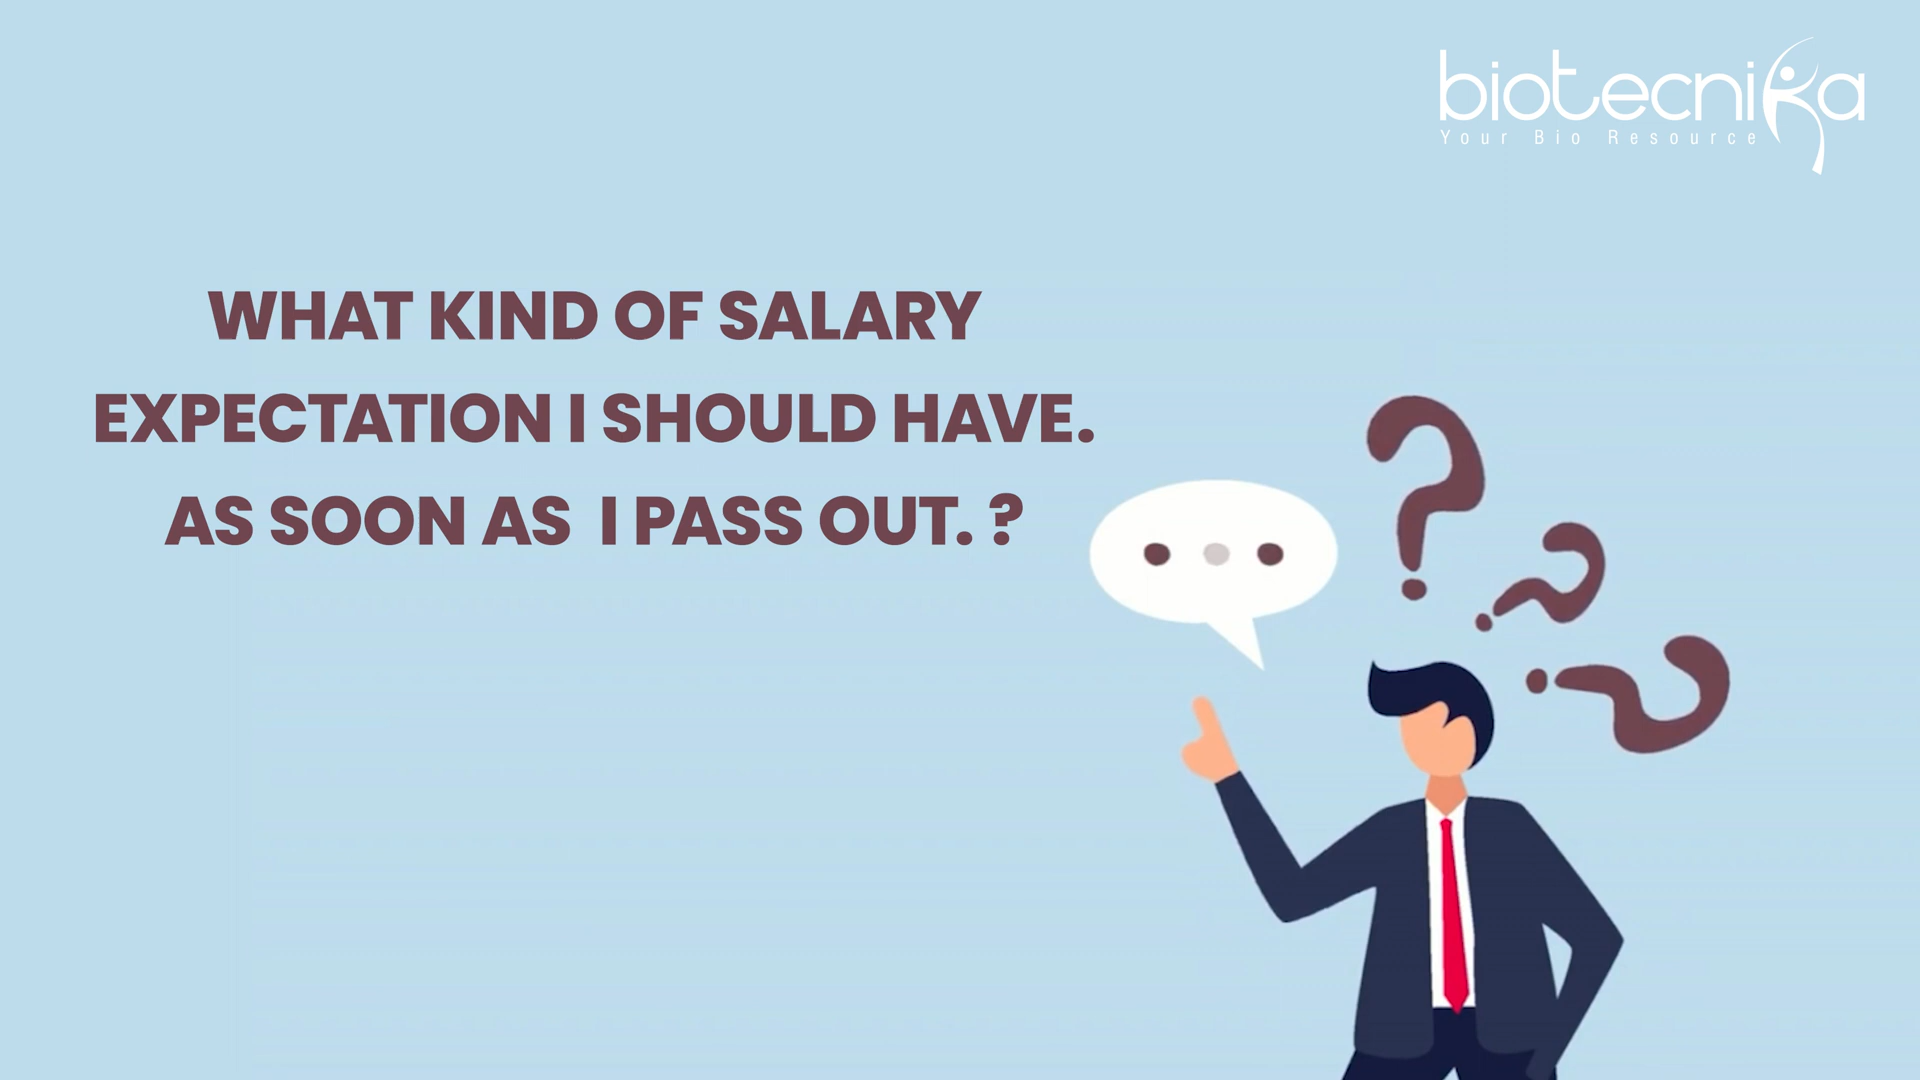 biotecnika
Your Bio Resource
WHAT KIND OF SALARY
EXPECTATION I SHOULD HAVE.
AS SOON AS I PASS OUT. ?